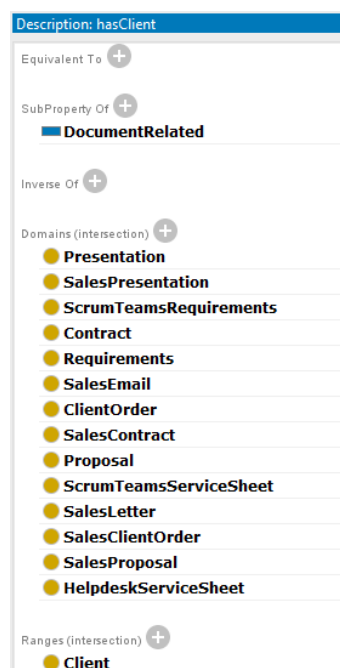 Description: hasClient
Equivalent To
SubProperty Of
DocumentRelated
Inverse Of
Domains (intersection)
Presentation
SalesPresentation
ScrumTeamsRequirements
Contract
Requirements
SalesEmail
ClientOrder
SalesContract
Proposal
ScrumTeamsServiceSheet
SalesLetter
SalesClientOrder
SalesProposal
HelpdeskServiceSheet
Ranges (intersection)
Client